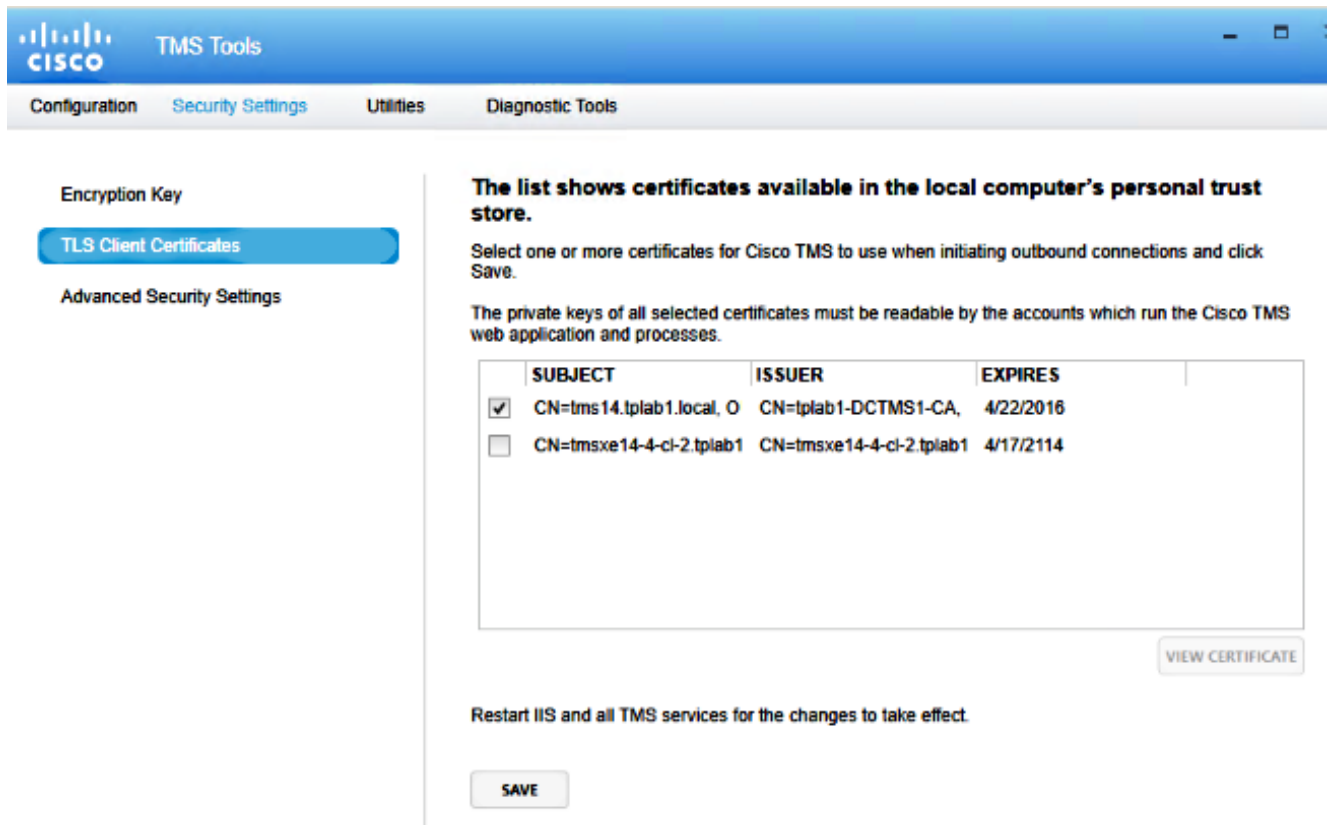 CISCO
TMS Tools
Configuration Security Settings Utilities Diagnostic Tools
Encryption Key
TLS Client Certificates
Advanced Security Settings
The list shows certificates available in the local computer's personal trust
store.
Select one or more certificates for Cisco TMS to use when initiating outbound connections and click
Save.
The private keys of all selected certificates must be readable by the accounts which run the Cisco TMS
web application and processes.
SUBJECT ISSUER EXPIRES
CN=tms14.tplab1.local, O CN=tplab1-DCTMS1-CA, 4/22/2016
CN=tmsxe14-4-cl-2.tplab1 CN=tmsxe14-4-cl-2.tplab1 4/17/2114
VIEW CERTIFICATE
Restart IIS and all TMS services for the changes to take effect.
SAVE